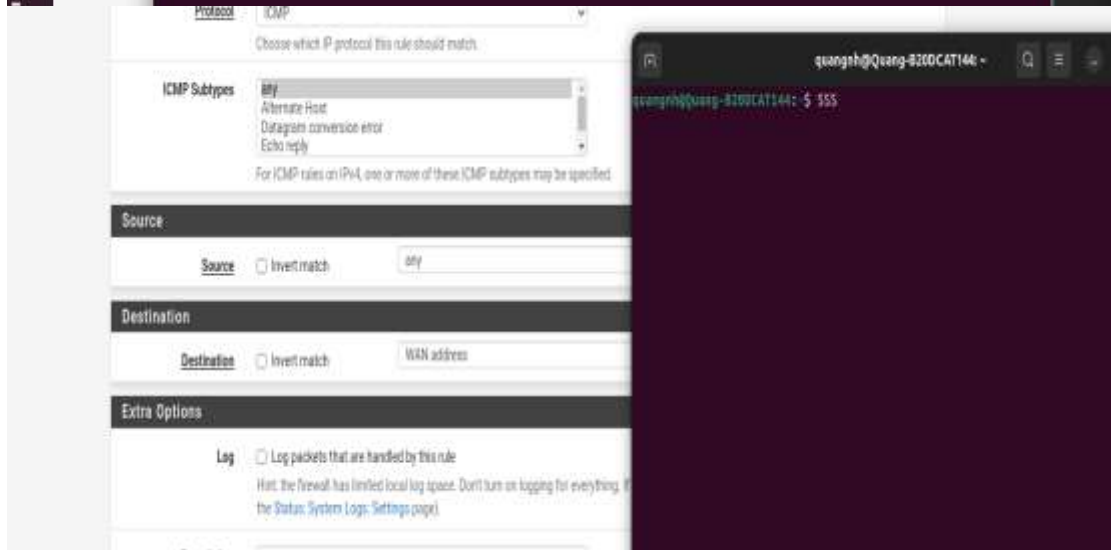 Protocol
ICMP
Choose which IP protocol this rule should match.
ICMP Subtypes
any
Alternate Host
Datagram conversion error
Echo reply
For ICMP rules on IPv4, one or more of these ICMP subtypes may be specified.
Source
Source
Invert match
any
Destination
Destination
Invert match
WAN address
Extra Options
Log
Log packets that are handled by this rule
Hint: the firewall has limited local log space. Don't turn on logging for everything. If
the Status: System Logs: Settings page).
quangnh@Quang-B20DCAT144: ~
quangnh@Quang-B20DCAT144: $ SSS